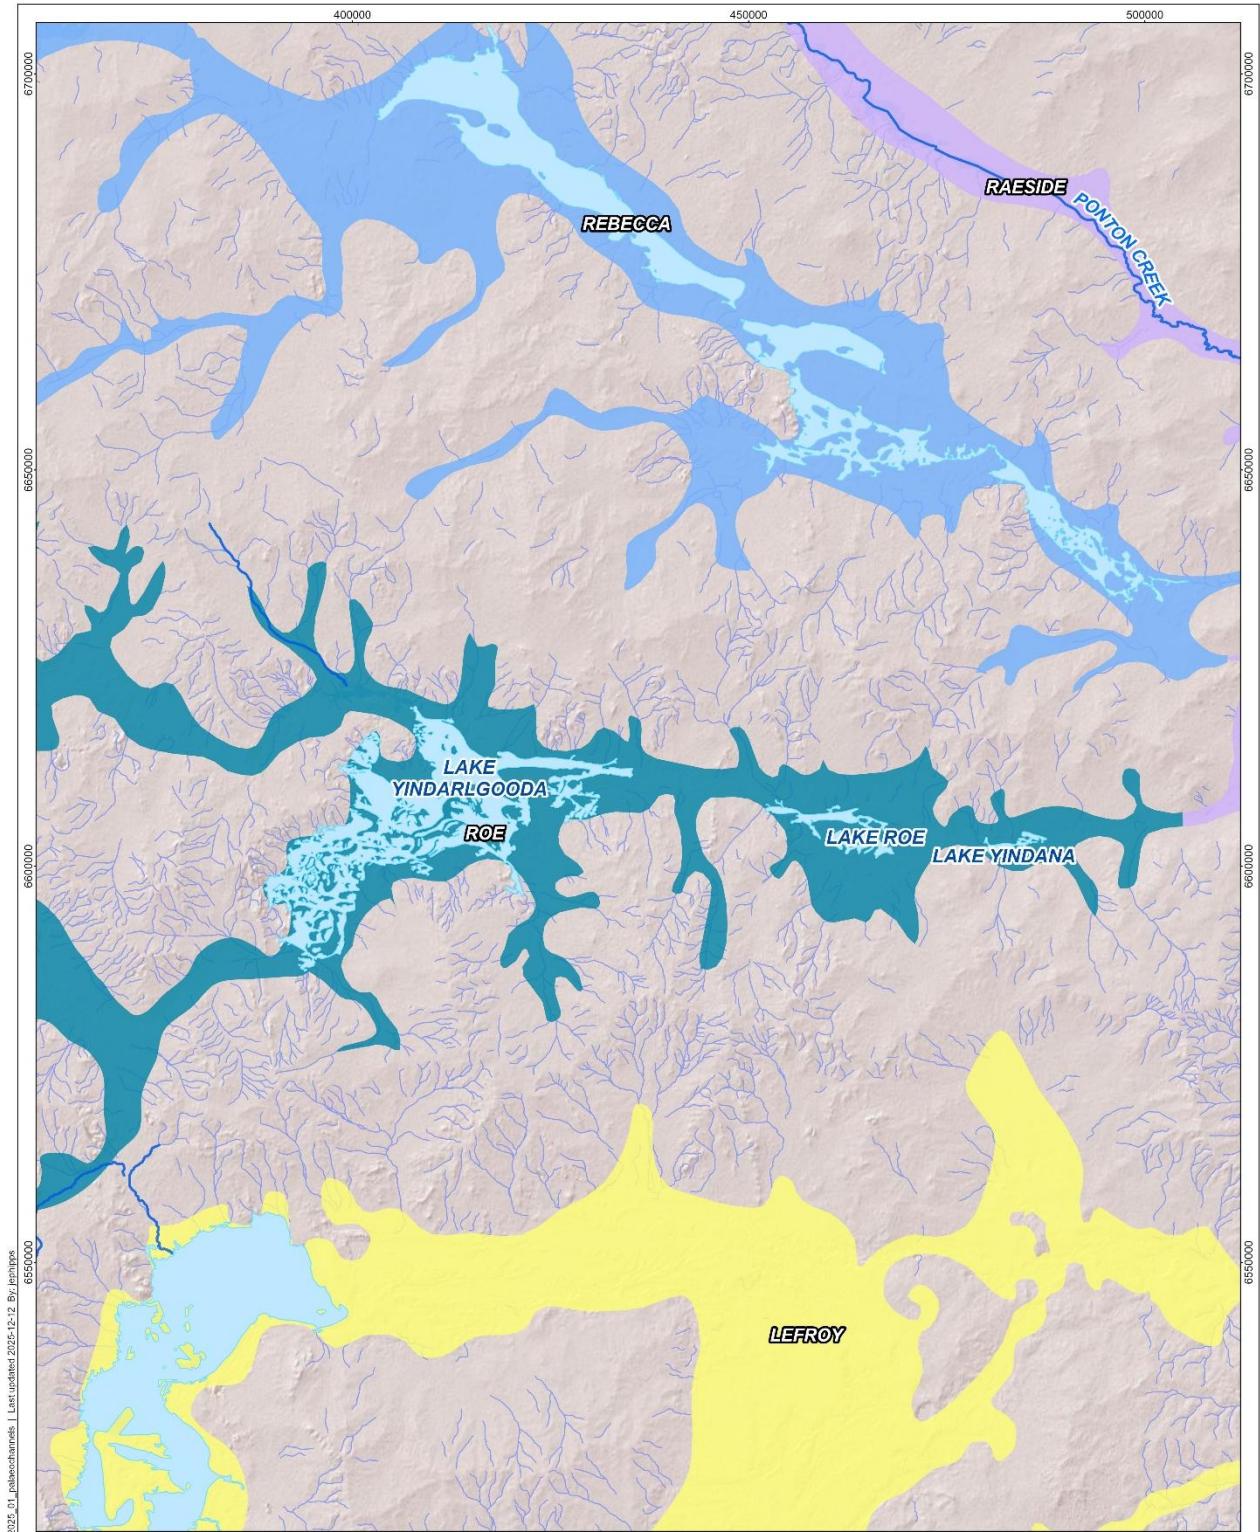 400000
450000
500000
6700000
6700000
RAESIDE
PONTON CREEK
REBECCA
6650000
6650000
LAKE
YINDARLGOODA
ROE
LAKE ROE
LAKE YINDANA
6600000
6600000
6550000
6550000
LEFROY
2025_01_palaeochannels | Last updated 2025-12-12 By: jephipps